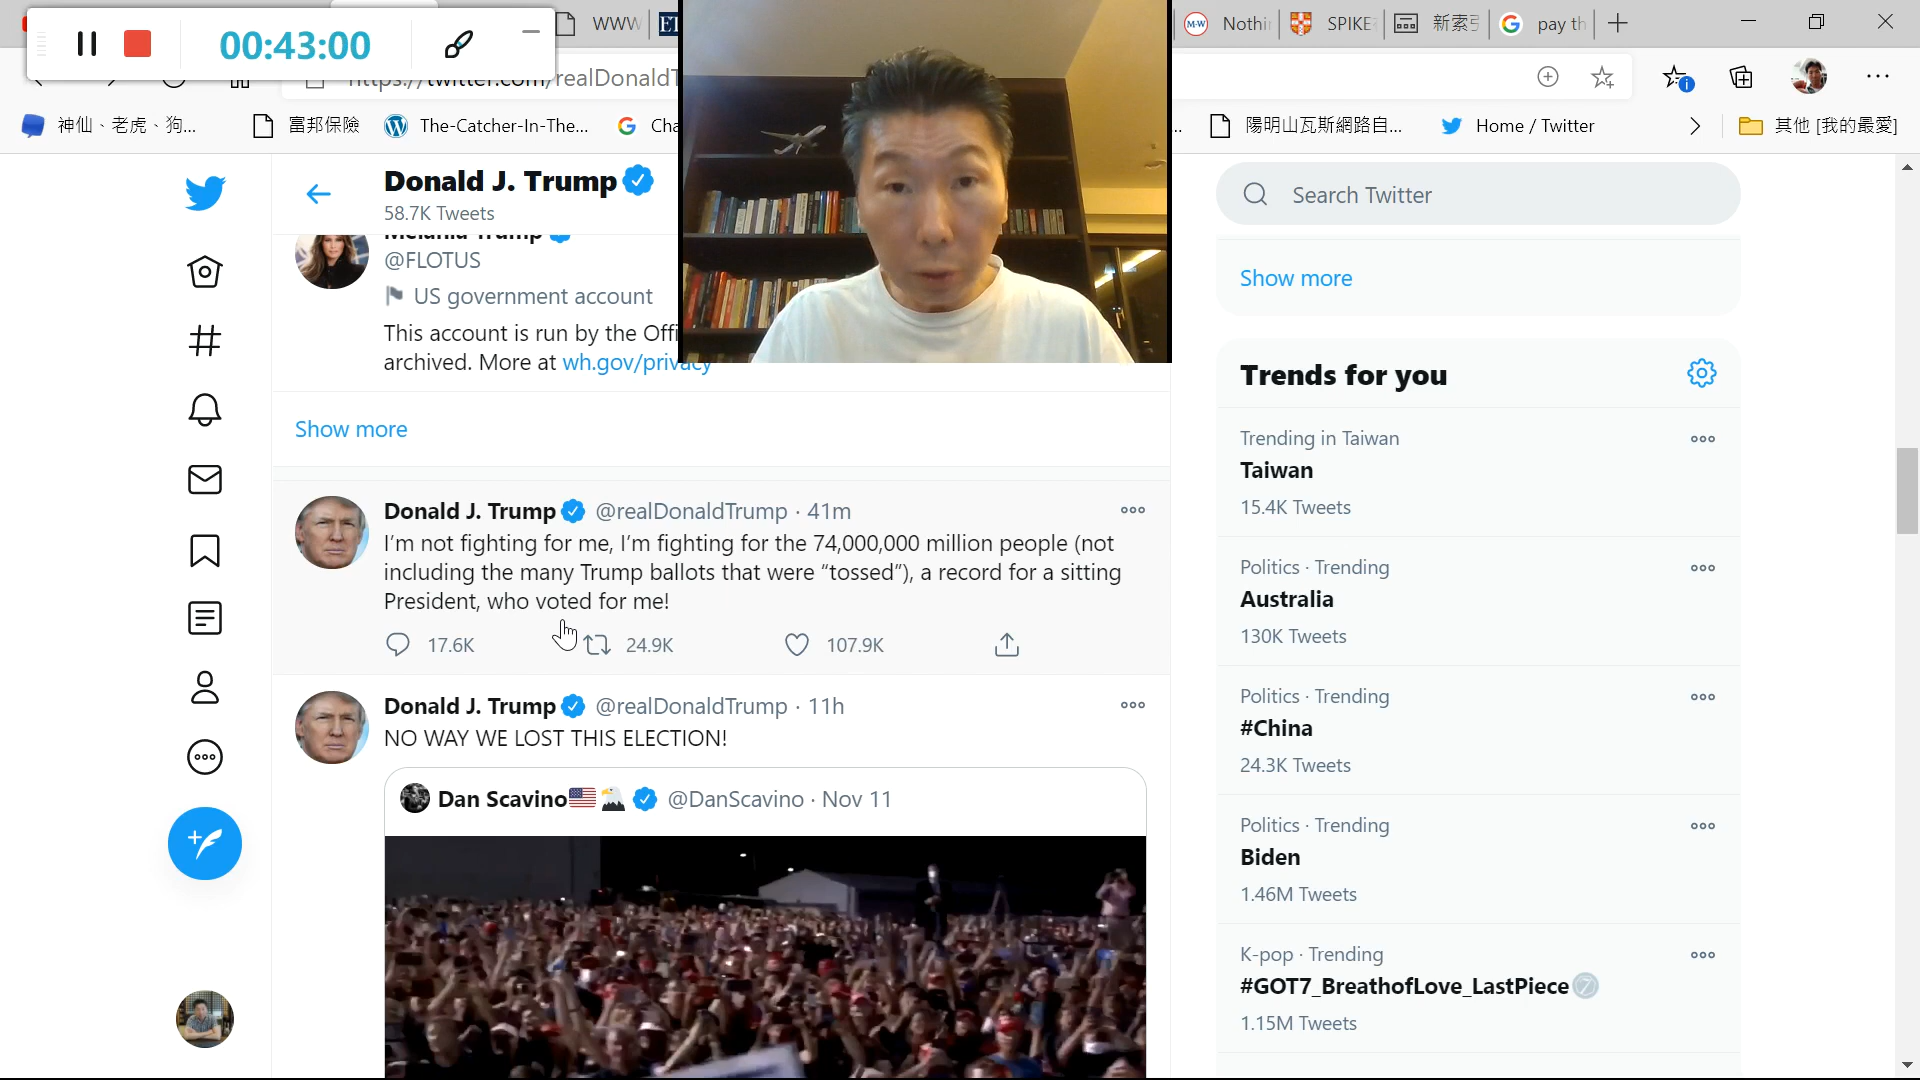 00:43:00
WWW
Nothi
SPIKE
新索引
pay th
https://twitter.com/realDonaldT
神仙、老虎、狗...
富邦保險
The-Catcher-In-The...
Cha
陽明山瓦斯網路自...
Home / Twitter
其他 [我的最愛]
Donald J. Trump
58.7K Tweets
Melania Trump
@FLOTUS
US government account
This account is run by the Offi
archived. More at wh.gov/privacy
Show more
Donald J. Trump @realDonaldTrump · 41m
I'm not fighting for me, I'm fighting for the 74,000,000 million people (not
including the many Trump ballots that were “tossed”), a record for a sitting
President, who voted for me!
17.6K
24.9K
107.9K
Donald J. Trump @realDonaldTrump · 11h
NO WAY WE LOST THIS ELECTION!
Dan Scavino @DanScavino · Nov 11
Search Twitter
Show more
Trends for you
Trending in Taiwan
Taiwan
15.4K Tweets
Politics · Trending
Australia
130K Tweets
Politics · Trending
#China
24.3K Tweets
Politics · Trending
Biden
1.46M Tweets
K-pop · Trending
#GOT7_BreathofLove_LastPiece
1.15M Tweets